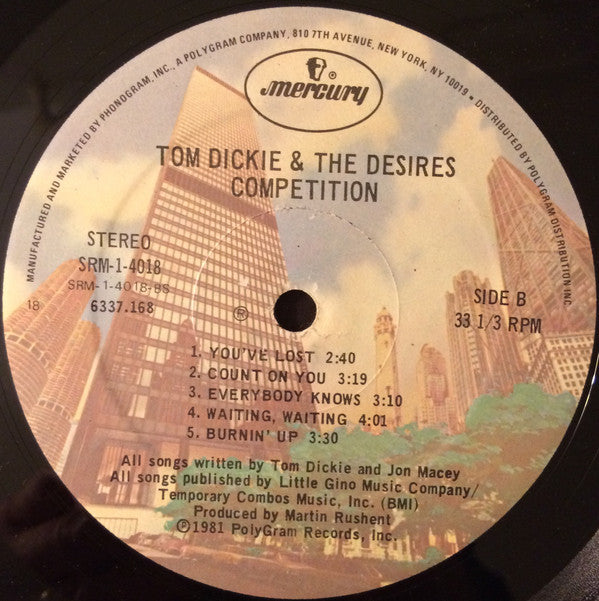 MANUFACTURED AND MARKETED BY PHONOGRAM, INC., A POLYGRAM COMPANY, 810 7TH AVENUE, NEW YORK, NY 10019 • DISTRIBUTED BY POLYGRAM DISTRIBUTION INC.
®
mercury
TOM DICKIE & THE DESIRES
COMPETITION
STEREO
SRM-1-4018
SRM-1-4018-BS
18 6337.168
Ⓟ
SIDE B
33 1/3 RPM
1. YOU'VE LOST 2:40
2. COUNT ON YOU 3:19
3. EVERYBODY KNOWS 3:10
4. WAITING, WAITING 4:01
5. BURNIN' UP 3:30
All songs written by Tom Dickie and Jon Macey
All songs published by Little Gino Music Company/
Temporary Combos Music, Inc. (BMI)
Produced by Martin Rushent
Ⓟ1981 PolyGram Records, Inc.